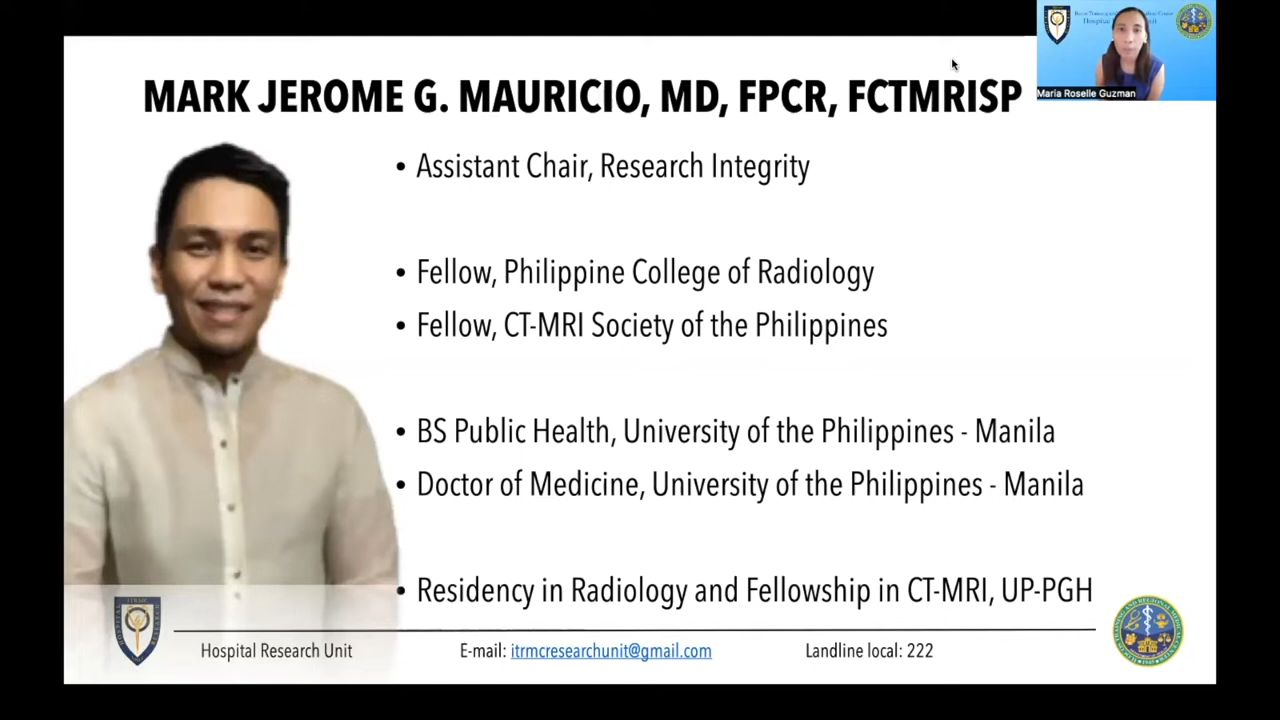 MARK JEROME G. MAURICIO, MD, FPCR, FCTMRISP
Maria Roselle Guzman
• Assistant Chair, Research Integrity
• Fellow, Philippine College of Radiology
• Fellow, CT-MRI Society of the Philippines
• BS Public Health, University of the Philippines - Manila
• Doctor of Medicine, University of the Philippines - Manila
• Residency in Radiology and Fellowship in CT-MRI, UP-PGH
ITRMC
HOSPITAL RESEARCH
Hospital Research Unit
E-mail: itrmcresearchunit@gmail.com
Landline local: 222